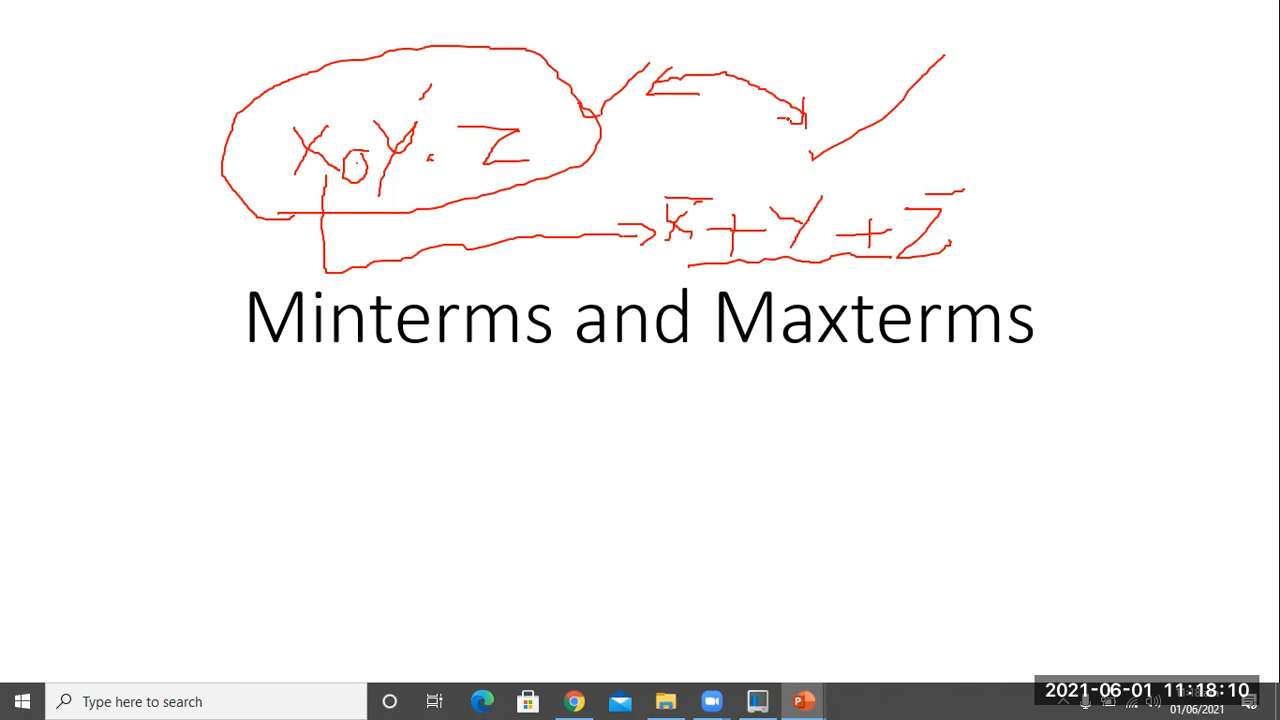 X . Y' . Z
X̅ + Y + Z̅
Minterms and Maxterms
Type here to search
2021-06-01 11:18:10
01/06/2021